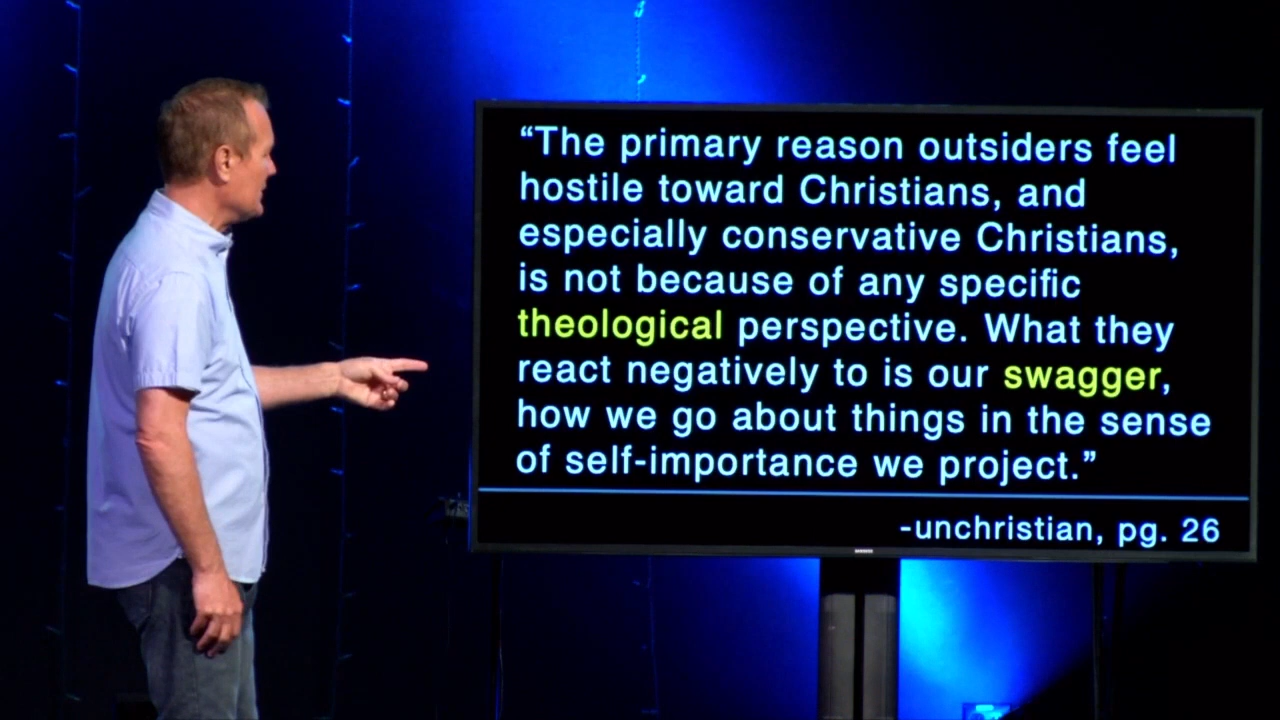 “The primary reason outsiders feel
hostile toward Christians, and
especially conservative Christians,
is not because of any specific
theological perspective. What they
react negatively to is our swagger,
how we go about things in the sense
of self-importance we project.”
-unchristian, pg. 26
SAMSUNG